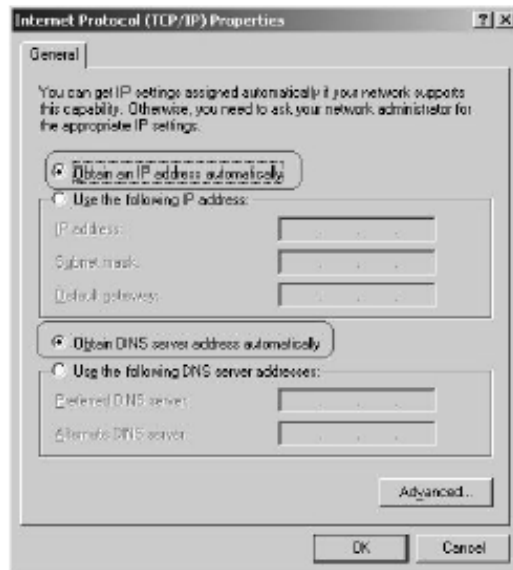 Internet Protocol (TCP/IP) Properties
? X
General
You can get IP settings assigned automatically if your network supports
this capability. Otherwise, you need to ask your network administrator for
the appropriate IP settings.
Obtain an IP address automatically
Use the following IP address:
IP address:
Subnet mask:
Default gateway:
Obtain DNS server address automatically
Use the following DNS server addresses:
Preferred DNS server:
Alternate DNS server:
Advanced...
OK
Cancel